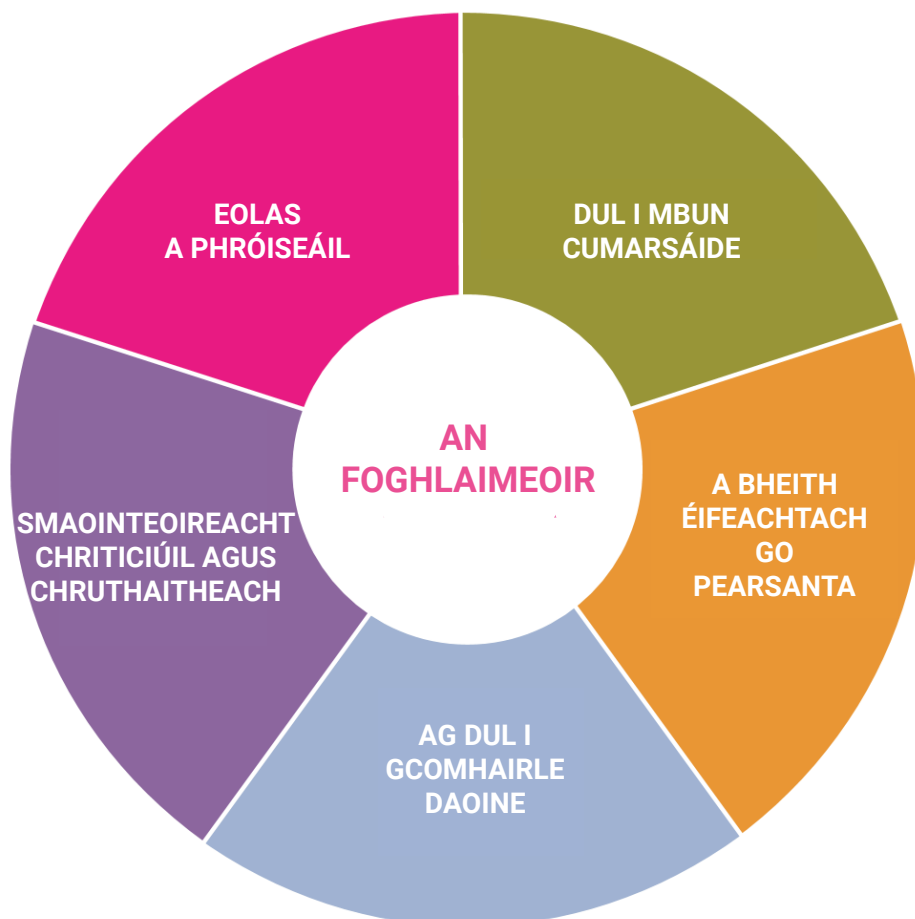 EOLAS
A PHRÓISEÁIL
DUL I MBUN
CUMARSÁIDE
AN
FOGHLAIMEOIR
A BHEITH
ÉIFEACHTACH
GO
PEARSANTA
SMAOINTEOIREACHT
CHRITICIÚIL AGUS
CHRUTHAITHEACH
AG DUL I
GCOMHAIRLE
DAOINE